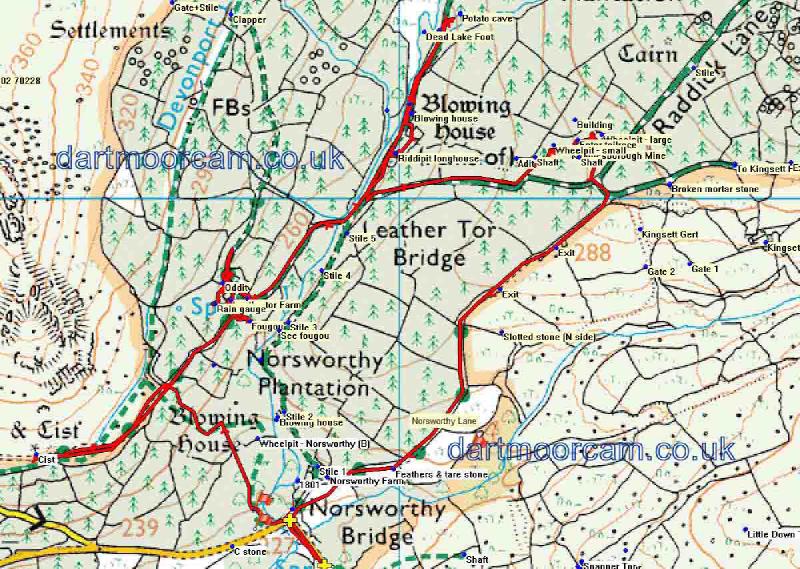 Gate+Stile
Clapper
Potato cave
Settlements
Dead Lake Foot
360
340
320
Devonport
FBs
Cairn
Stile
Raddick Lane
02 70228
Blowing
House
Blowing house
Building
Wheelpit - large
Wheelpit - small
dartmoorcam.co.uk
Riddipit longhouse
Adit
Shaft
Shaft
To Kingsett FE
Broken mortar stone
260
Leather Tor
Bridge
Stile 5
288
Exit
Kingsett Gert
Stile 4
Gate 2
Gate 1
Oddity
Rain gauge
Exit
Fougou
Stile 3
See fougou
Slotted stone (N side)
Norsworthy
Plantation
Blowing
House
Stile 2
Blowing house
Norsworthy Lane
& Cist
Cist
Wheelpit - Norsworthy (B)
dartmoorcam.co.uk
Stile 1
Feathers & tare stone
1801
Norsworthy Farm
Norsworthy
Bridge
239
C stone
Shaft
Little Down